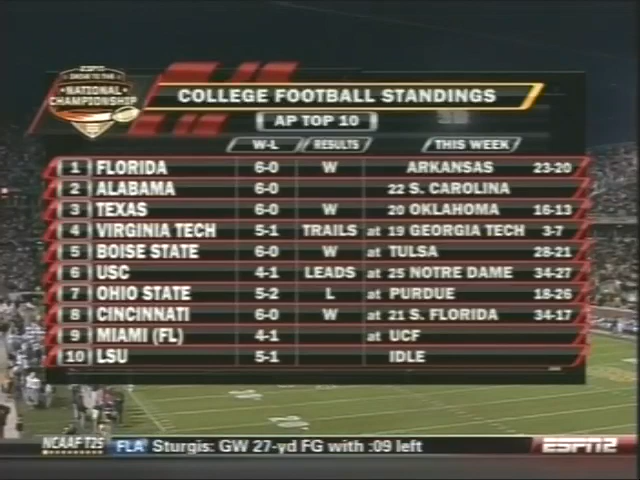 ESPN
ROAD TO THE
NATIONAL
CHAMPIONSHIP
COLLEGE FOOTBALL STANDINGS
AP TOP 10
W-L RESULTS THIS WEEK
1 FLORIDA 6-0 W ARKANSAS 23-20
2 ALABAMA 6-0 22 S. CAROLINA
3 TEXAS 6-0 W 20 OKLAHOMA 16-13
4 VIRGINIA TECH 5-1 TRAILS at 19 GEORGIA TECH 3-7
5 BOISE STATE 6-0 W at TULSA 28-21
6 USC 4-1 LEADS at 25 NOTRE DAME 34-27
7 OHIO STATE 5-2 L at PURDUE 18-26
8 CINCINNATI 6-0 W at 21 S. FLORIDA 34-17
9 MIAMI (FL) 4-1 at UCF
10 LSU 5-1 IDLE
NCAAF T25 FLA Sturgis: GW 27-yd FG with :09 left ESPN2